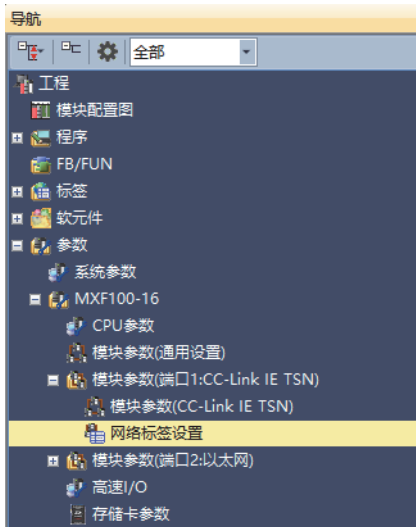 导航
全部
工程
模块配置图
程序
FB/FUN
标签
软元件
参数
系统参数
MXF100-16
CPU参数
模块参数(通用设置)
模块参数(端口1:CC-Link IE TSN)
模块参数(CC-Link IE TSN)
网络标签设置
模块参数(端口2:以太网)
高速I/O
存储卡参数